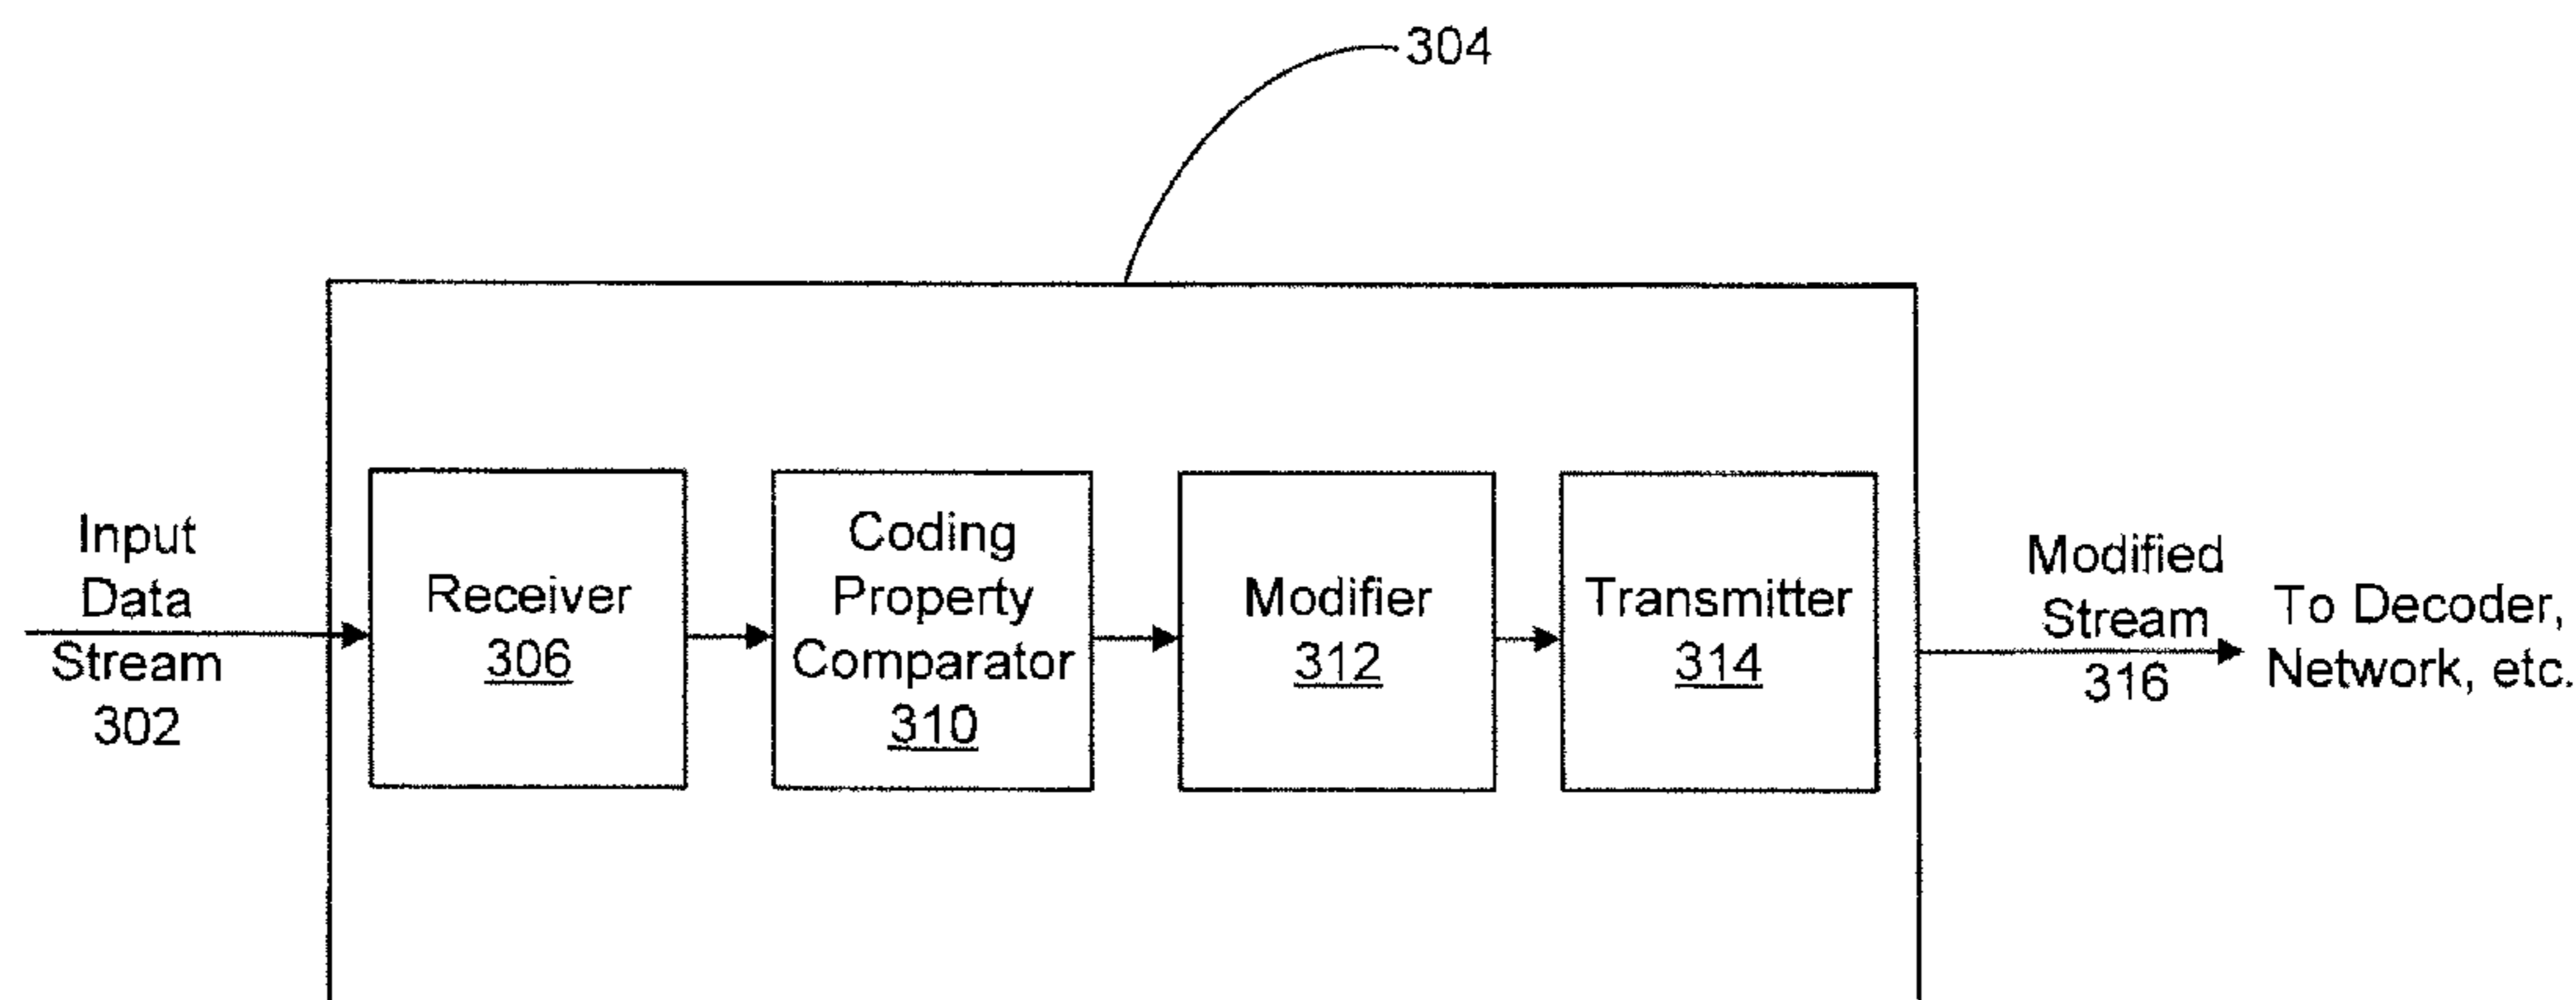 304
Input
Data
Stream
302
Receiver
306
Coding
Property
Comparator
310
Modifier
312
Transmitter
314
Modified
Stream
316
To Decoder,
Network, etc.